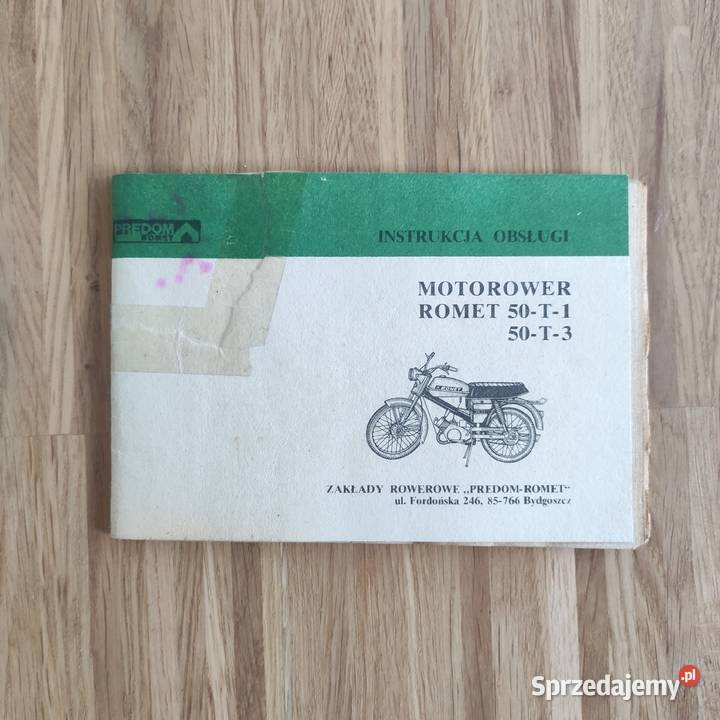 PREDOM
ROMET
INSTRUKCJA OBSŁUGI
MOTOROWER
ROMET 50-T-1
50-T-3
ROMET
ZAKŁADY ROWEROWE „PREDOM-ROMET“
ul. Fordońska 246, 85-766 Bydgoszcz
Sprzedajemy.pl